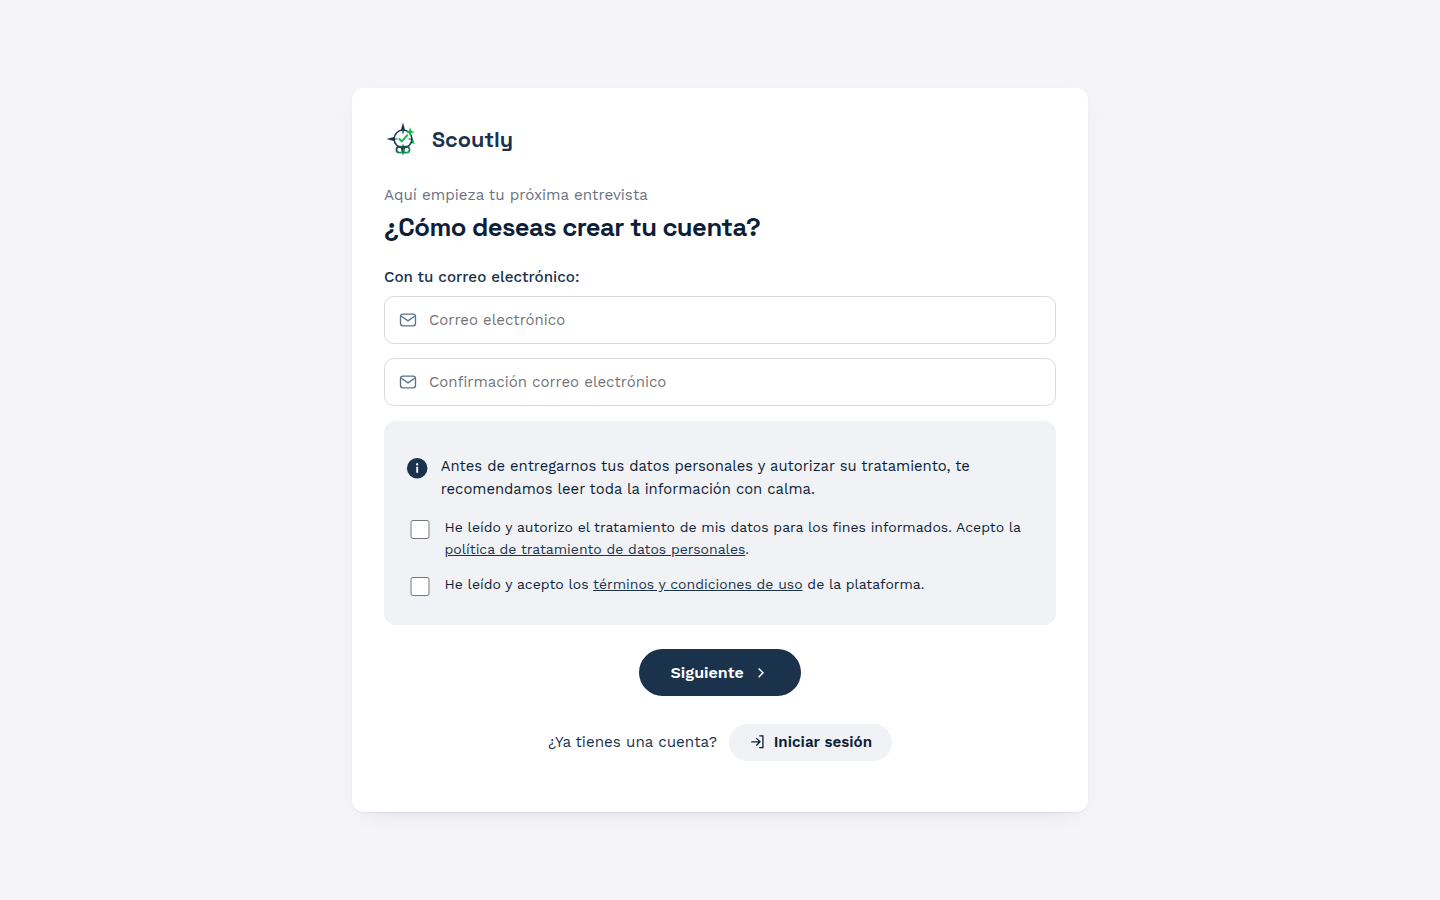 Scoutly
Aquí empieza tu próxima entrevista
¿Cómo deseas crear tu cuenta?
Con tu correo electrónico:
Correo electrónico
Confirmación correo electrónico
Antes de entregarnos tus datos personales y autorizar su tratamiento, te
recomendamos leer toda la información con calma.
He leído y autorizo el tratamiento de mis datos para los fines informados. Acepto la
política de tratamiento de datos personales.
He leído y acepto los términos y condiciones de uso de la plataforma.
Siguiente
¿Ya tienes una cuenta? Iniciar sesión